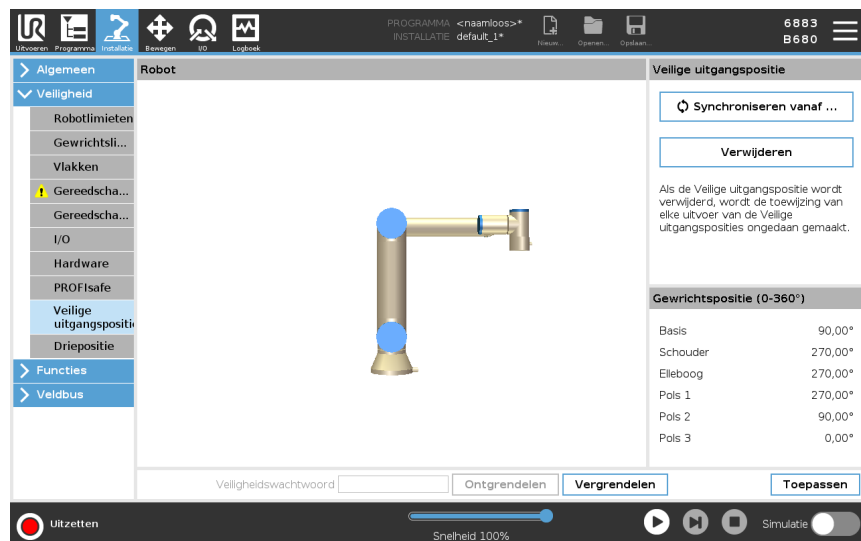 PROGRAMMA <naamloos>*
INSTALLATIE default_1*
Uitvoeren Programma Installatie Bewegen I/O Logboek
Nieuw... Openen... Opslaan...
6883
B680
Algemeen
Veiligheid
Robotlimieten
Gewrichtsli...
Vlakken
Gereedscha...
Gereedscha...
I/O
Hardware
PROFIsafe
Veilige
uitgangspositi
Driepositie
Functies
Veldbus
Robot
Veilige uitgangspositie
Synchroniseren vanaf ...
Verwijderen
Als de Veilige uitgangspositie wordt
verwijderd, wordt de toewijzing van
elke uitvoer van de Veilige
uitgangsposities ongedaan gemaakt.
Gewrichtspositie (0-360°)
Basis 90,00°
Schouder 270,00°
Elleboog 270,00°
Pols 1 270,00°
Pols 2 90,00°
Pols 3 0,00°
Veiligheidswachtwoord Ontgrendelen Vergrendelen Toepassen
Uitzetten
Snelheid 100%
Simulatie